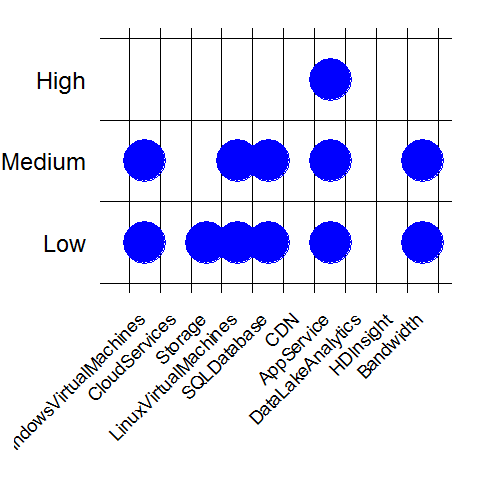 High
Medium
Low
ndowsVirtualMachines
CloudServices
Storage
LinuxVirtualMachines
SQLDatabase
CDN
AppService
DataLakeAnalytics
HDInsight
Bandwidth